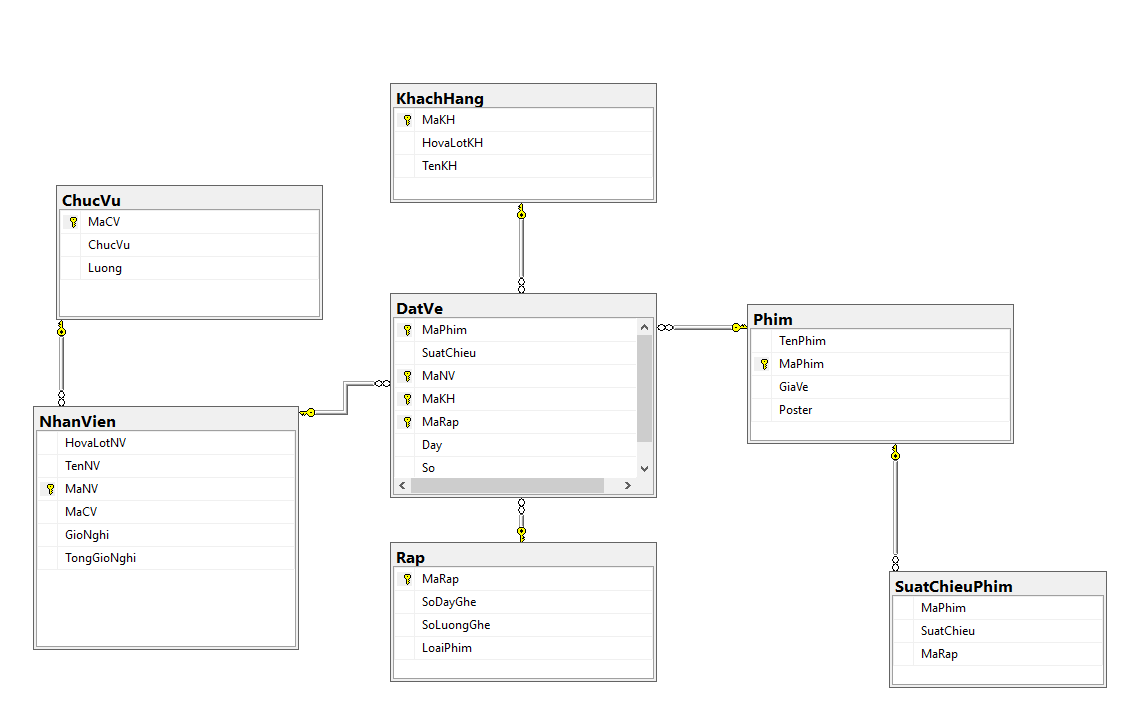 KhachHang
MaKH
HovaLotKH
TenKH
ChucVu
MaCV
ChucVu
Luong
DatVe
MaPhim
SuatChieu
MaNV
MaKH
MaRap
Day
So
Phim
TenPhim
MaPhim
GiaVe
Poster
NhanVien
HovaLotNV
TenNV
MaNV
MaCV
GioNghi
TongGioNghi
Rap
MaRap
SoDayGhe
SoLuongGhe
LoaiPhim
SuatChieuPhim
MaPhim
SuatChieu
MaRap